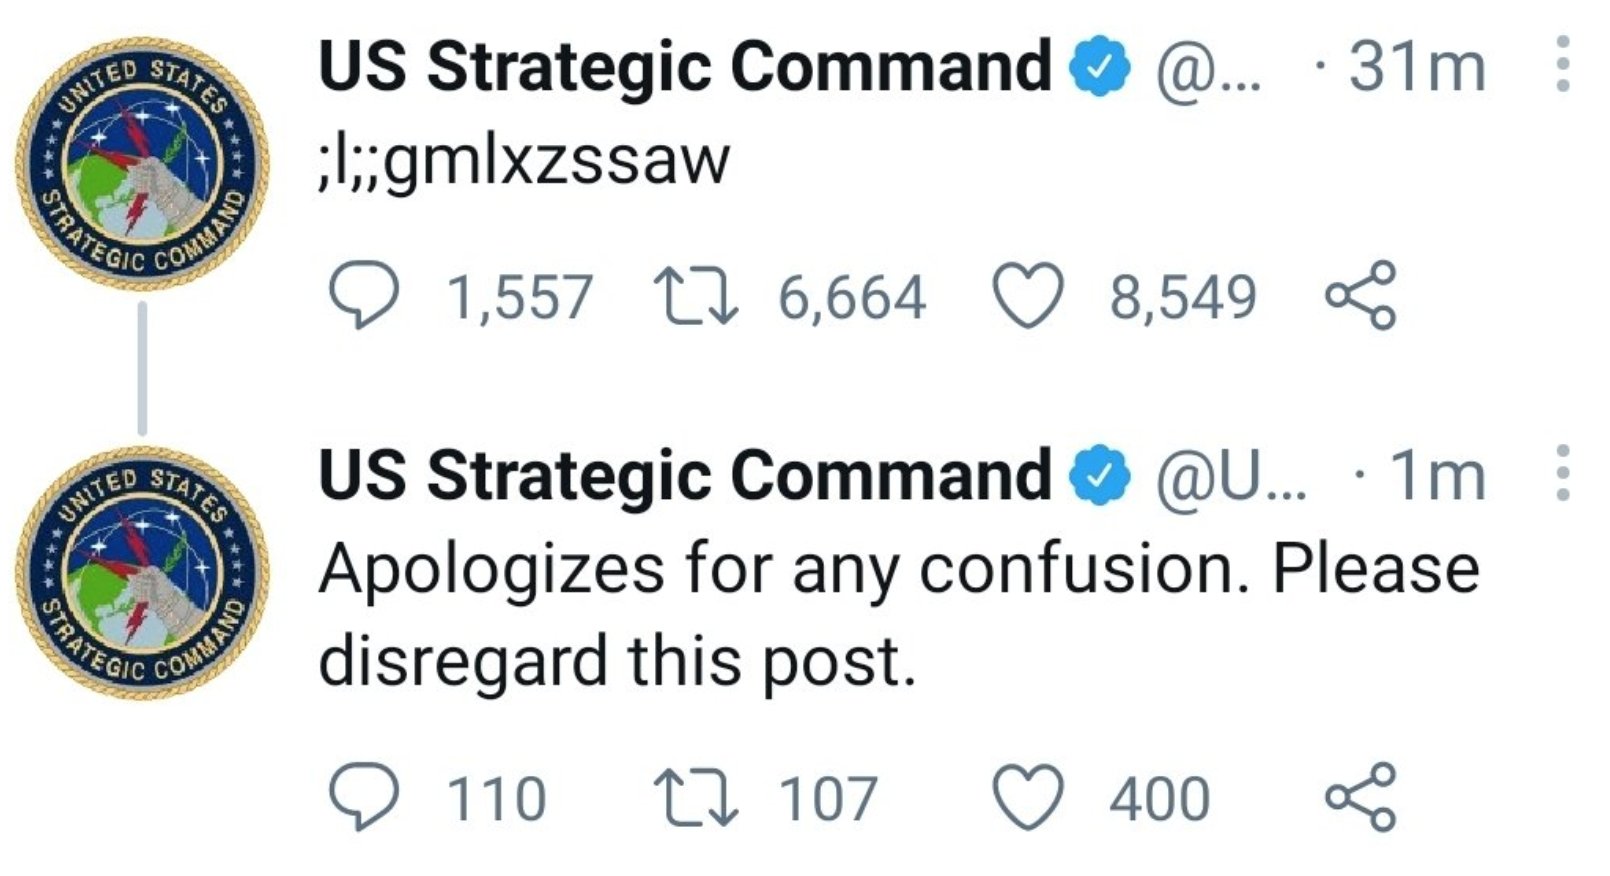 UNITED STATES
STRATEGIC COMMAND
US Strategic Command @... · 31m
;l;;gmlxzssaw
1,557 6,664 8,549
UNITED STATES
STRATEGIC COMMAND
US Strategic Command @U... · 1m
Apologizes for any confusion. Please
disregard this post.
110 107 400